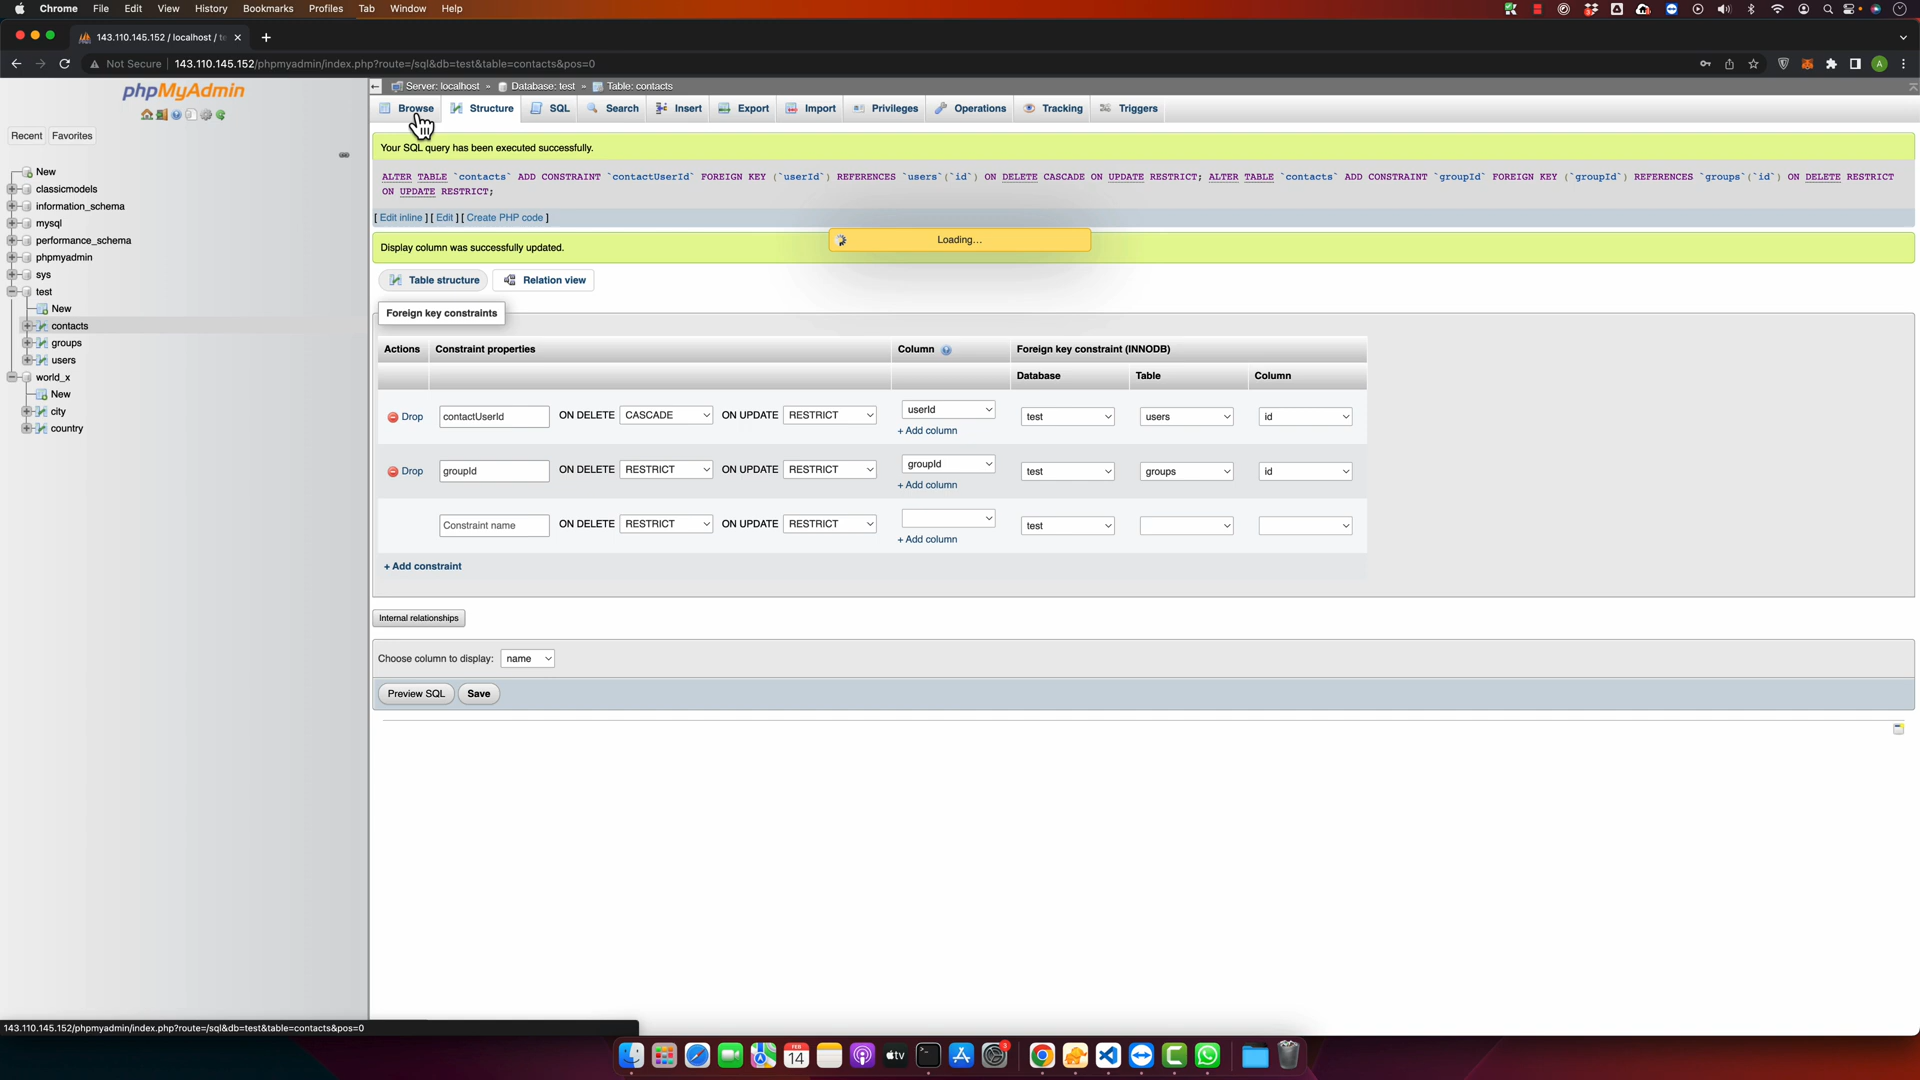 Chrome File Edit View History Bookmarks Profiles Tab Window Help
143.110.145.152 / localhost / te
Not Secure 143.110.145.152/phpmyadmin/index.php?route=/sql&db=test&table=contacts&pos=0
A
phpMyAdmin
Recent Favorites
New
classicmodels
information_schema
mysql
performance_schema
phpmyadmin
sys
test
New
contacts
groups
users
world_x
New
city
country
Server: localhost » Database: test » Table: contacts
Browse Structure SQL Search Insert Export Import Privileges Operations Tracking Triggers
Your SQL query has been executed successfully.
ALTER TABLE `contacts` ADD CONSTRAINT `contactUserId` FOREIGN KEY (`userId`) REFERENCES `users`(`id`) ON DELETE CASCADE ON UPDATE RESTRICT; ALTER TABLE `contacts` ADD CONSTRAINT `groupId` FOREIGN KEY (`groupId`) REFERENCES `groups`(`id`) ON DELETE RESTRICT
ON UPDATE RESTRICT;
[ Edit inline ] [ Edit ] [ Create PHP code ]
Loading…
Display column was successfully updated.
Table structure Relation view
Foreign key constraints
Actions Constraint properties Column Foreign key constraint (INNODB)
Database Table Column
Drop contactUserId ON DELETE CASCADE ON UPDATE RESTRICT userId test users id
+ Add column
Drop groupId ON DELETE RESTRICT ON UPDATE RESTRICT groupId test groups id
+ Add column
Constraint name ON DELETE RESTRICT ON UPDATE RESTRICT test
+ Add column
+ Add constraint
Internal relationships
Choose column to display: name
Preview SQL Save
143.110.145.152/phpmyadmin/index.php?route=/sql&db=test&table=contacts&pos=0
FEB
14
tv
3